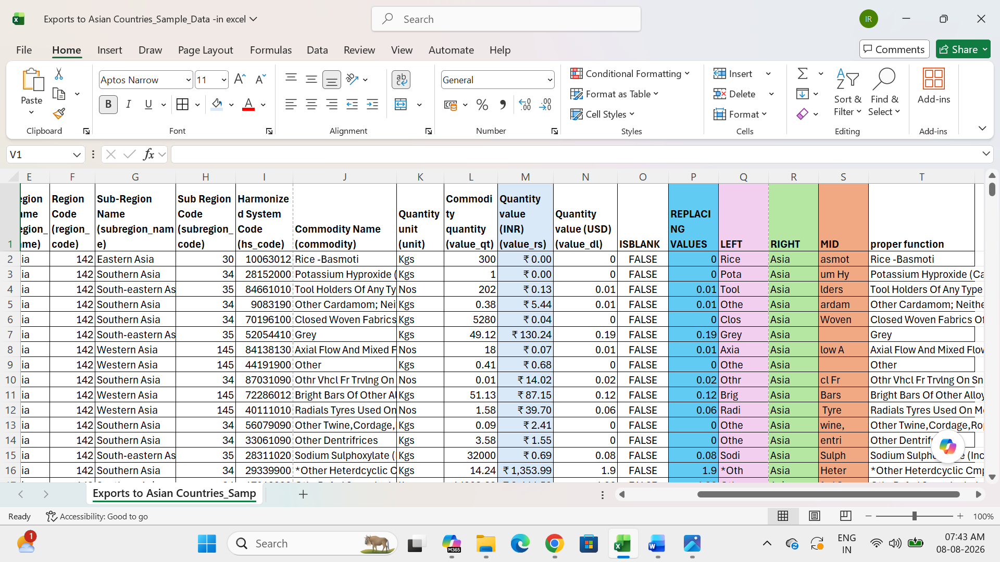 Exports to Asian Countries_Sample_Data -in excel
Search
IR
File Home Insert Draw Page Layout Formulas Data Review View Automate Help
Comments Share
Paste
Clipboard
Aptos Narrow 11
B I U
Font
Alignment
General
Number
Conditional Formatting
Format as Table
Cell Styles
Styles
Insert
Delete
Format
Cells
Sort & Filter
Find & Select
Editing
Add-ins
Add-ins
V1
fx
E F G H I J K L M N O P Q R S T
1 Region Code (region_code) Sub-Region Name (subregion_name) Sub Region Code (subregion_code) Harmonized System Code (hs_code) Commodity Name (commodity) Quantity unit (unit) Commodity quantity (value_qt) Quantity value (INR) (value_rs) Quantity value (USD) (value_dl) ISBLANK REPLACING VALUES LEFT RIGHT MID proper function
2 ia 142 Eastern Asia 30 10063012 Rice -Basmoti Kgs 300 ₹ 0.00 0 FALSE 0 Rice Asia asmot Rice -Basmoti
3 ia 142 Southern Asia 34 28152000 Potassium Hyproxide ( Kgs 1 ₹ 0.00 0 FALSE 0 Pota Asia um Hy Potassium Hyproxide (Ca
4 ia 142 South-eastern As 35 84661010 Tool Holders Of Any Ty Nos 202 ₹ 0.13 0.01 FALSE 0.01 Tool Asia lders Tool Holders Of Any Type
5 ia 142 Southern Asia 34 9083190 Other Cardamom; Nei Kgs 0.38 ₹ 5.44 0.01 FALSE 0.01 Othe Asia ardam Other Cardamom; Neithe
6 ia 142 Southern Asia 34 70196100 Closed Woven Fabrics Kgs 5280 ₹ 0.04 0 FALSE 0 Clos Asia Woven Closed Woven Fabrics Of
7 ia 142 South-eastern As 35 52054410 Grey Kgs 49.12 ₹ 130.24 0.19 FALSE 0.19 Grey Asia Grey
8 ia 142 Western Asia 145 84138130 Axial Flow And Mixed F Nos 18 ₹ 0.07 0.01 FALSE 0.01 Axia Asia low A Axial Flow And Mixed Flow
9 ia 142 Western Asia 145 44191900 Other Kgs 0.41 ₹ 0.68 0 FALSE 0 Othe Asia Other
10 ia 142 Southern Asia 34 87031090 Othr Vhcl Fr Trvlng On Nos 0.01 ₹ 14.02 0.02 FALSE 0.02 Othr Asia cl Fr Othr Vhcl Fr Trvlng On Sn
11 ia 142 Western Asia 145 72286012 Bright Bars Of Other Al Kgs 51.13 ₹ 87.15 0.12 FALSE 0.12 Brig Asia Bars Bright Bars Of Other Alloy
12 ia 142 Western Asia 145 40111010 Radials Tyres Used On Nos 1.58 ₹ 39.70 0.06 FALSE 0.06 Radi Asia Tyre Radials Tyres Used On Mo
13 ia 142 Southern Asia 34 56079090 Other Twine,Cordage, Kgs 0.09 ₹ 2.41 0 FALSE 0 Othe Asia wine, Other Twine,Cordage,Rop
14 ia 142 Southern Asia 34 33061090 Other Dentifrices Kgs 3.58 ₹ 1.55 0 FALSE 0 Othe Asia entri Other Dentifr
15 ia 142 South-eastern As 35 28311020 Sodium Sulphoxylate ( Kgs 32000 ₹ 0.69 0.08 FALSE 0.08 Sodi Asia Sulph Sodium Sulph (Inc
16 ia 142 Southern Asia 34 29339900 *Other Heterdcyclic C Kgs 14.24 ₹ 1,353.99 1.9 FALSE 1.9 *Oth Asia Heter *Other Heterdcyclic Cmp
Exports to Asian Countries_Samp
Ready Accessibility: Good to go 100%
1 Search M365 ENG IN 07:43 AM 08-08-2026